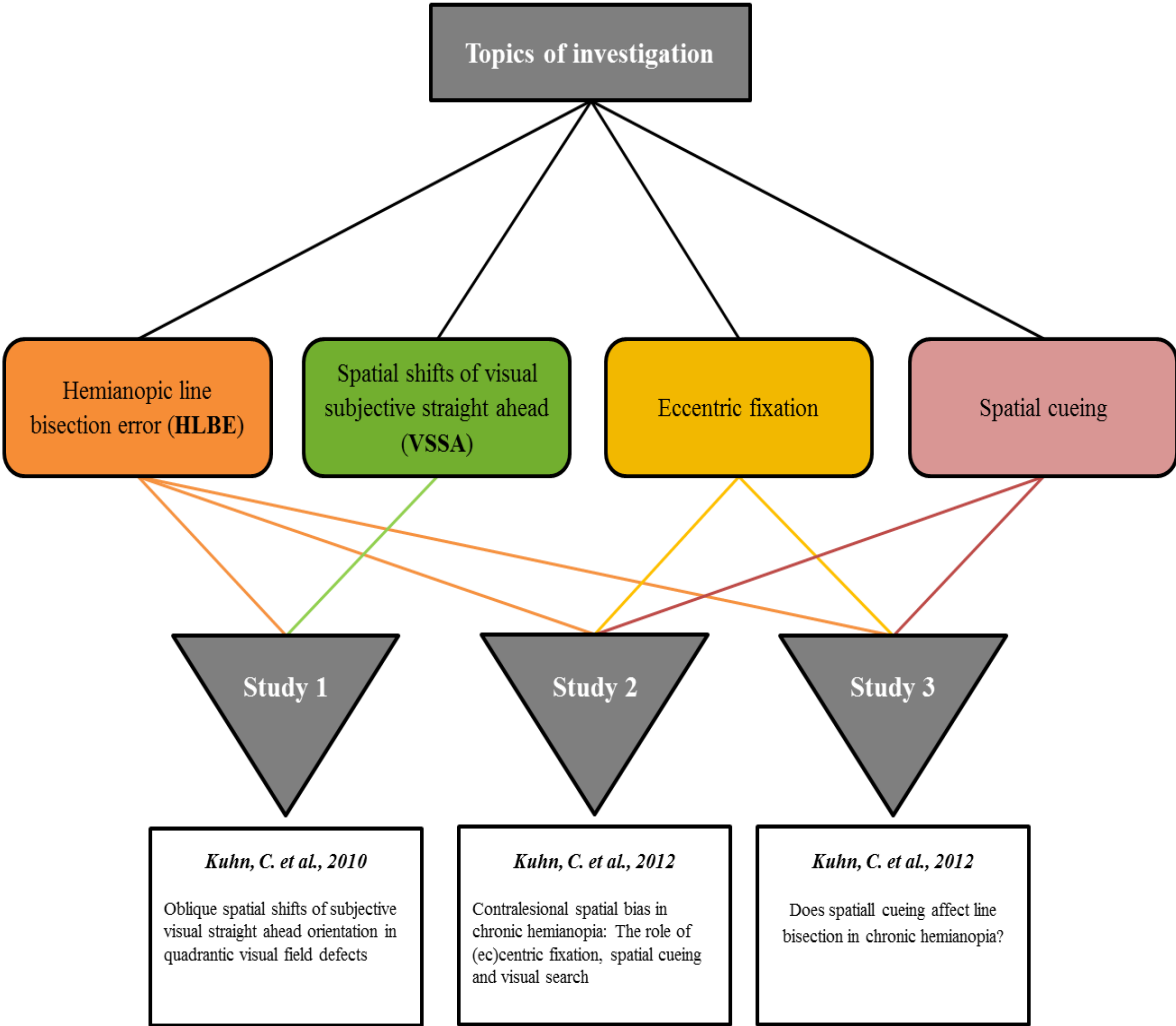 Topics of investigation
Hemianopic line
bisection error (HLBE)
Spatial shifts of visual
subjective straight ahead
(VSSA)
Eccentric fixation
Spatial cueing
Study 1
Study 2
Study 3
Kuhn, C. et al., 2010
Oblique spatial shifts of subjective
visual straight ahead orientation in
quadrantic visual field defects
Kuhn, C. et al., 2012
Contralesional spatial bias in
chronic hemianopia: The role of
(ec)centric fixation, spatial cueing
and visual search
Kuhn, C. et al., 2012
Does spatiall cueing affect line
bisection in chronic hemianopia?